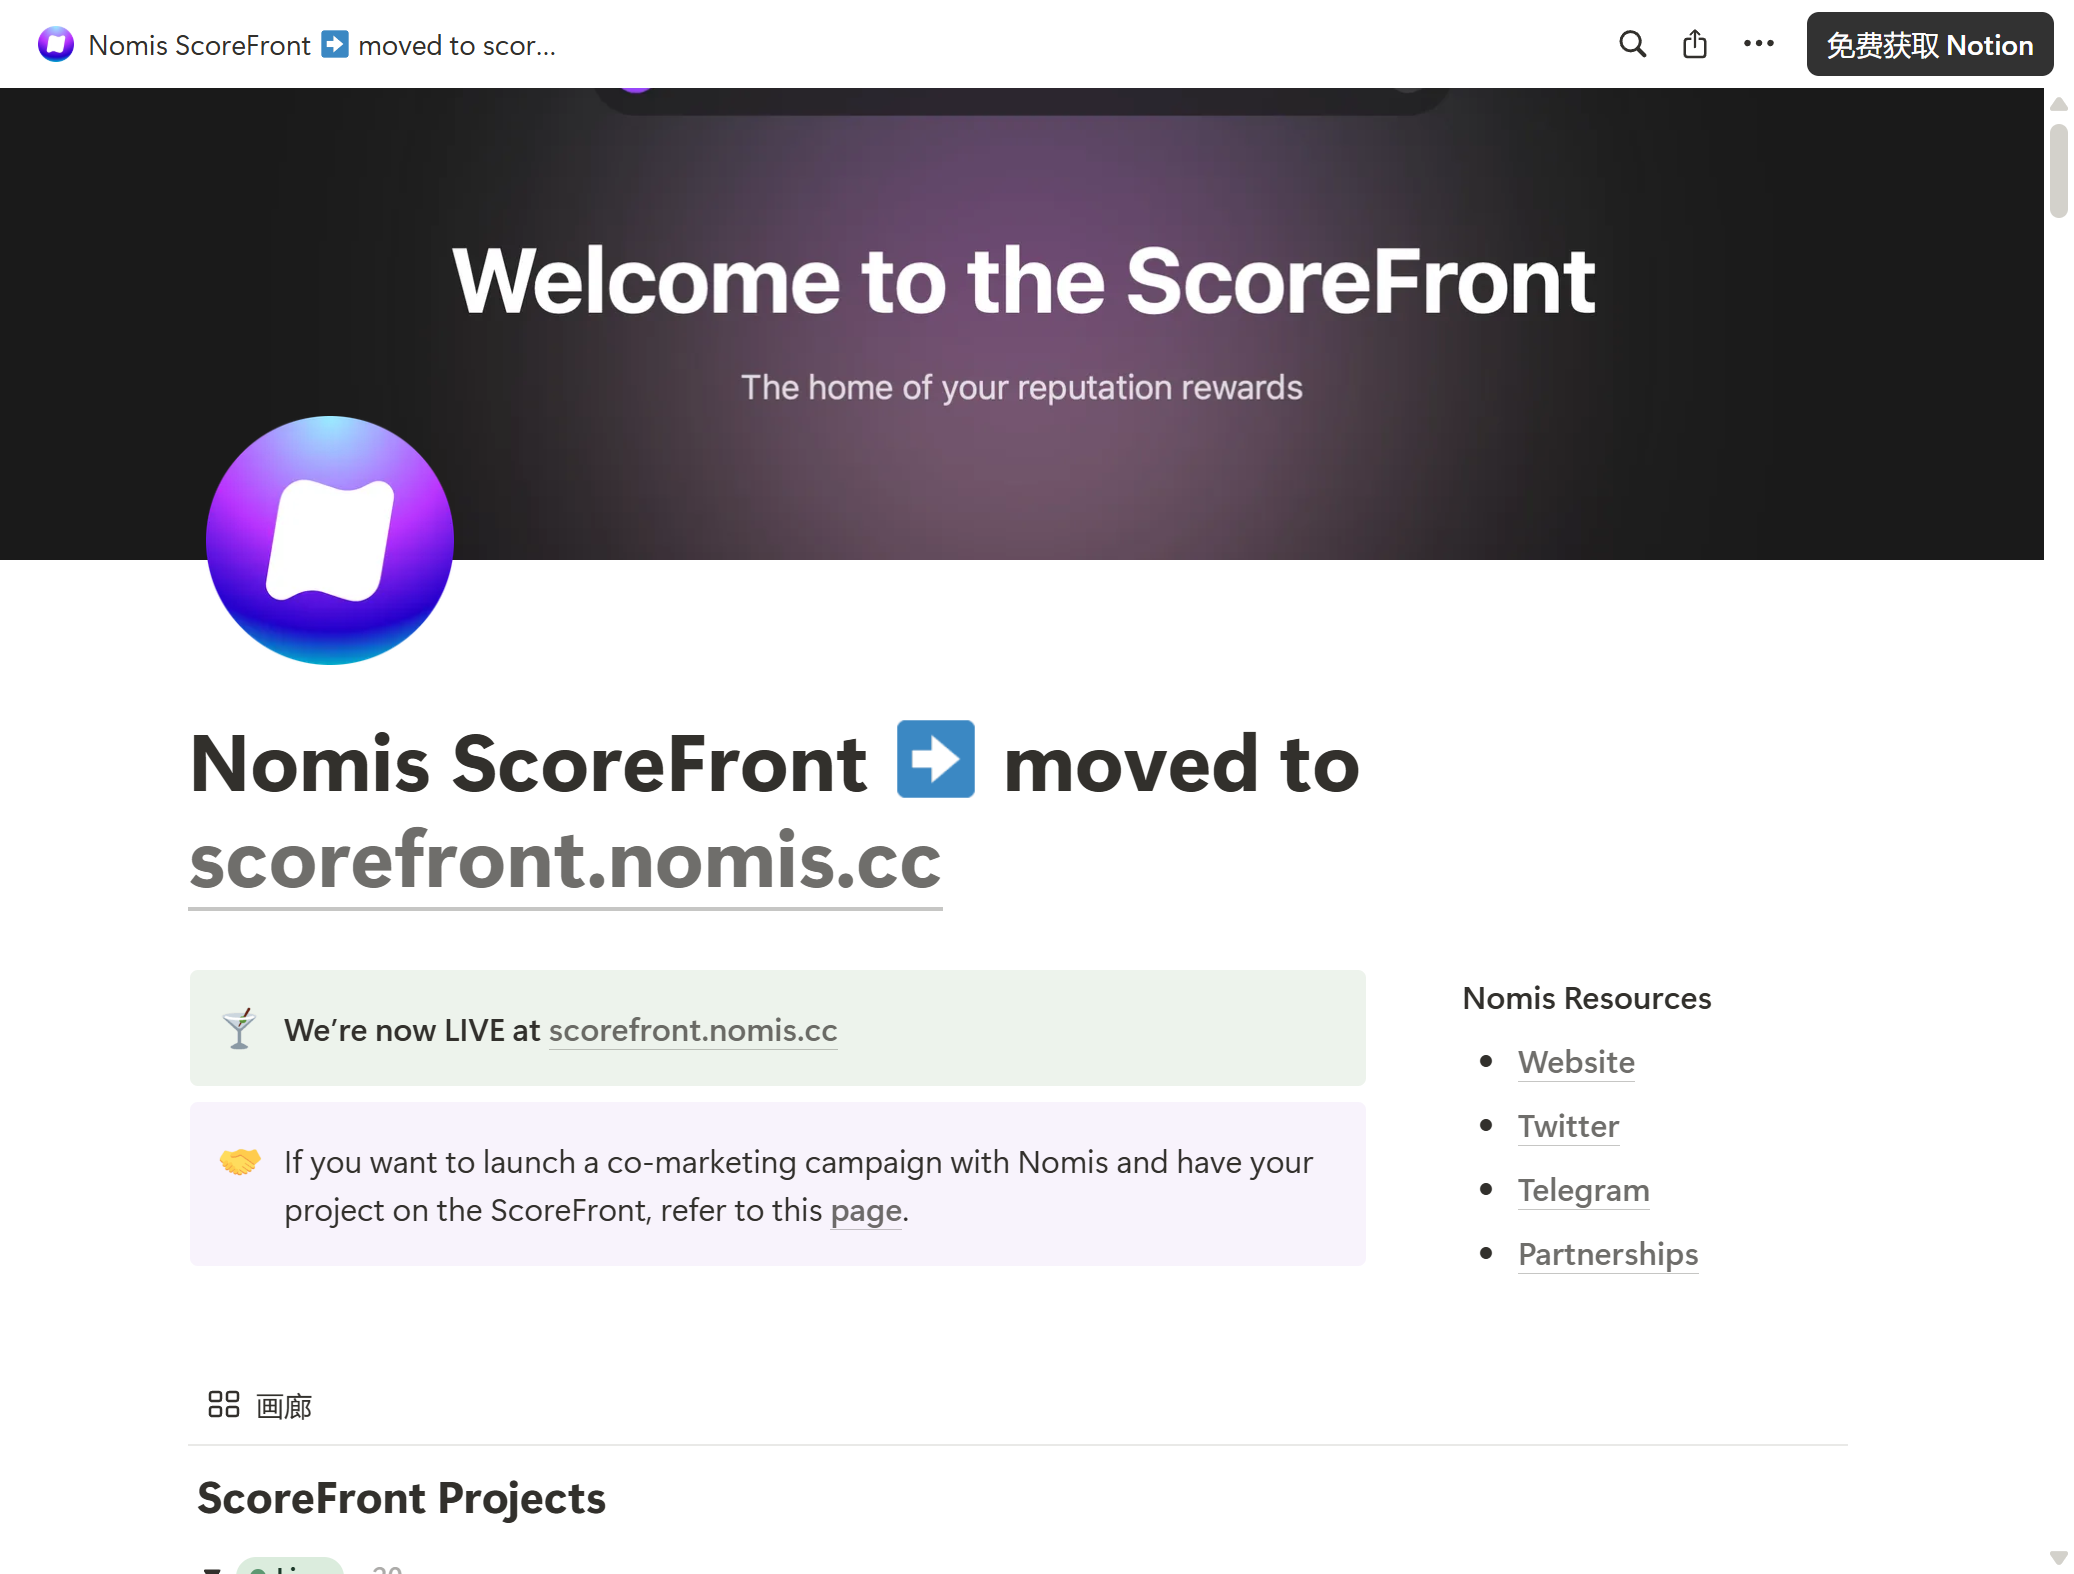 Nomis ScoreFront ➡️ moved to scor...
免费获取 Notion
Welcome to the ScoreFront
The home of your reputation rewards
Nomis ScoreFront ➡️ moved to
scorefront.nomis.cc
We’re now LIVE at scorefront.nomis.cc
If you want to launch a co-marketing campaign with Nomis and have your
project on the ScoreFront, refer to this page.
Nomis Resources
• Website
• Twitter
• Telegram
• Partnerships
画廊
ScoreFront Projects